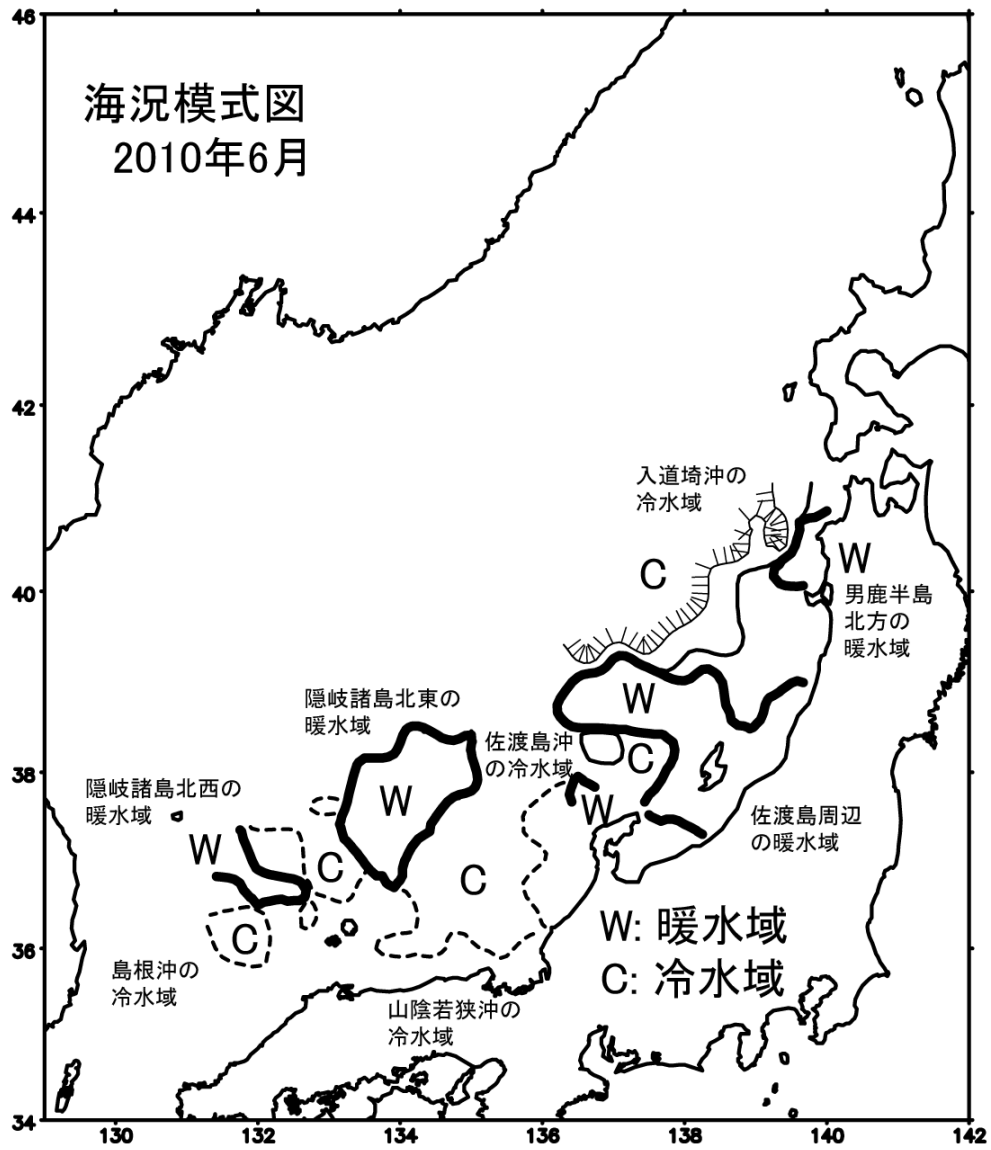 海況模式図
2010年6月
46
44
42
40
38
36
34
入道埼沖の
冷水域
C
W
男鹿半島
北方の
暖水域
隠岐諸島北東の
暖水域
W
佐渡島沖
の冷水域
C
隠岐諸島北西の
暖水域
W
W
W
佐渡島周辺
の暖水域
C
C
C
W: 暖水域
C: 冷水域
島根沖の
冷水域
山陰若狭沖の
冷水域
130 132 134 136 138 140 142